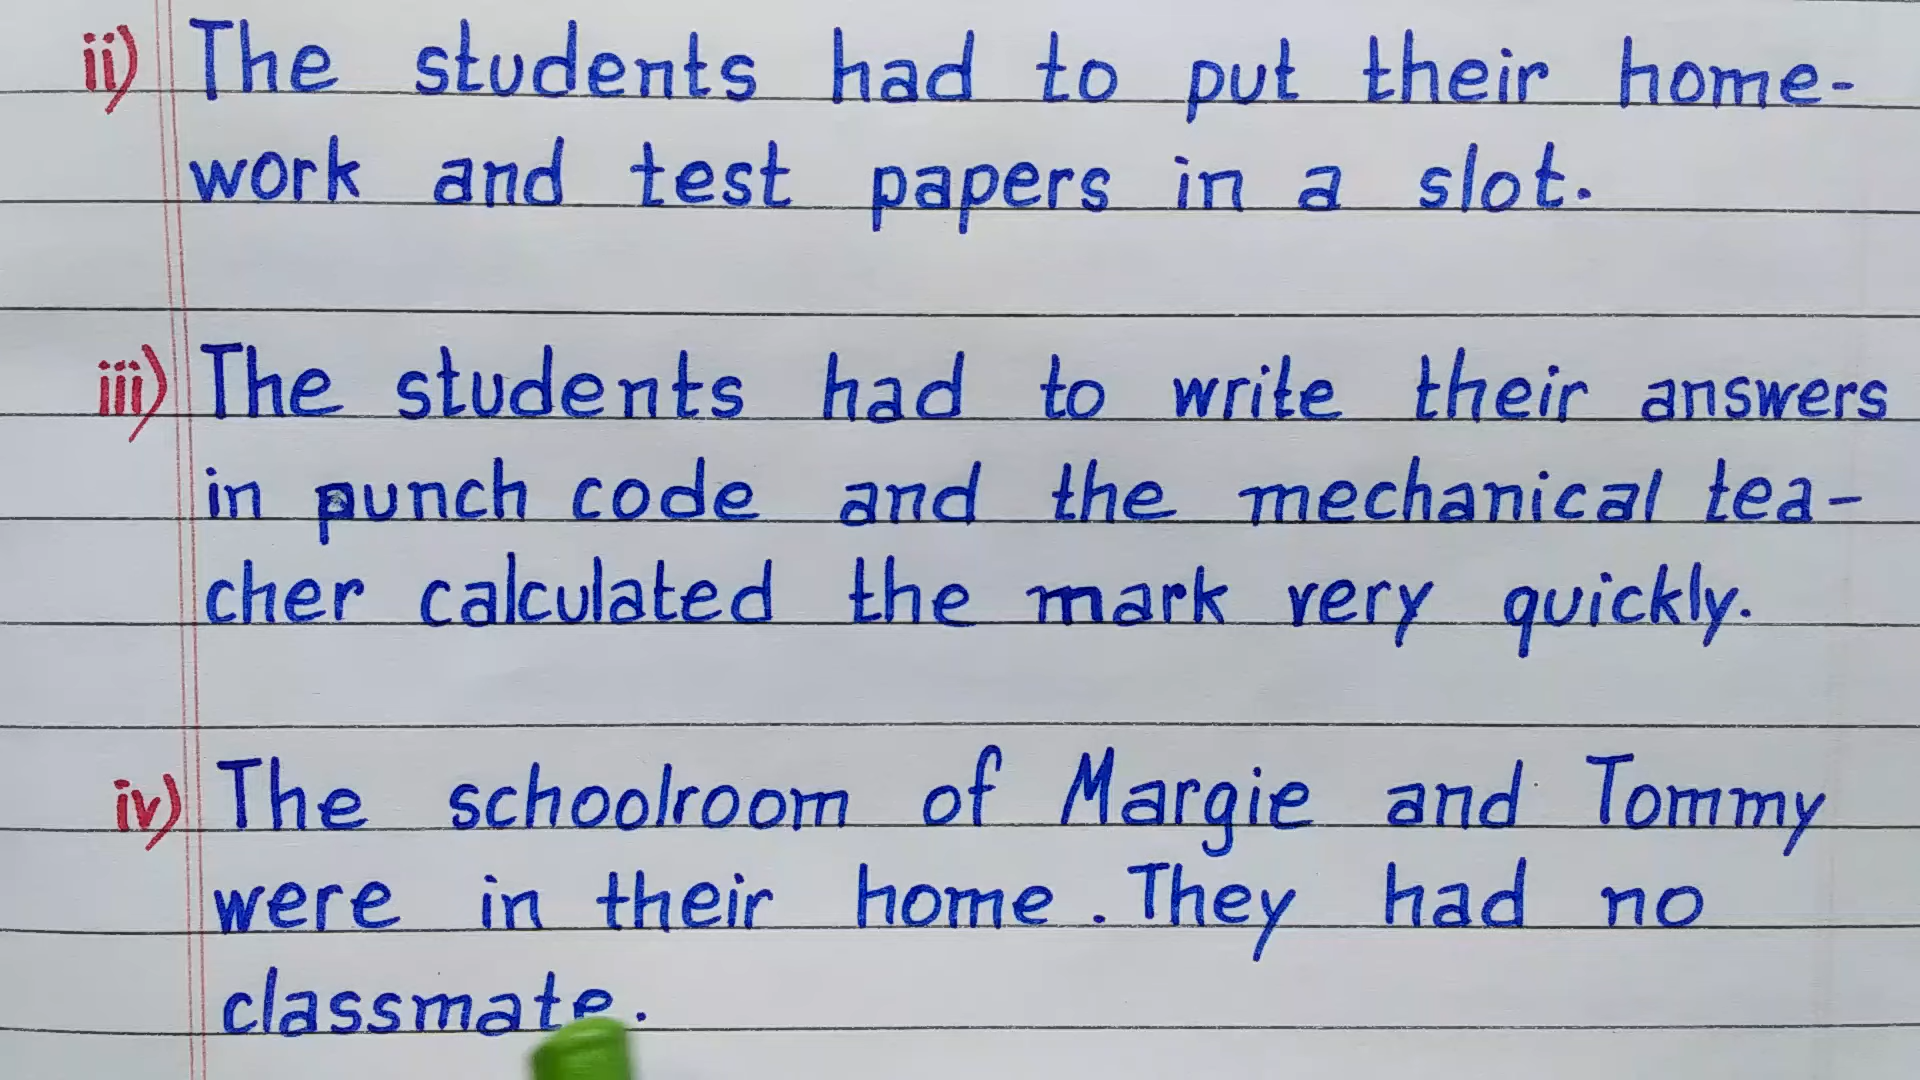 ii) The students had to put their home-
work and test papers in a slot.
iii) The students had to write their answers
in punch code and the mechanical tea-
cher calculated the mark very quickly.
iv) The schoolroom of Margie and Tommy
were in their home. They had no
classmate.